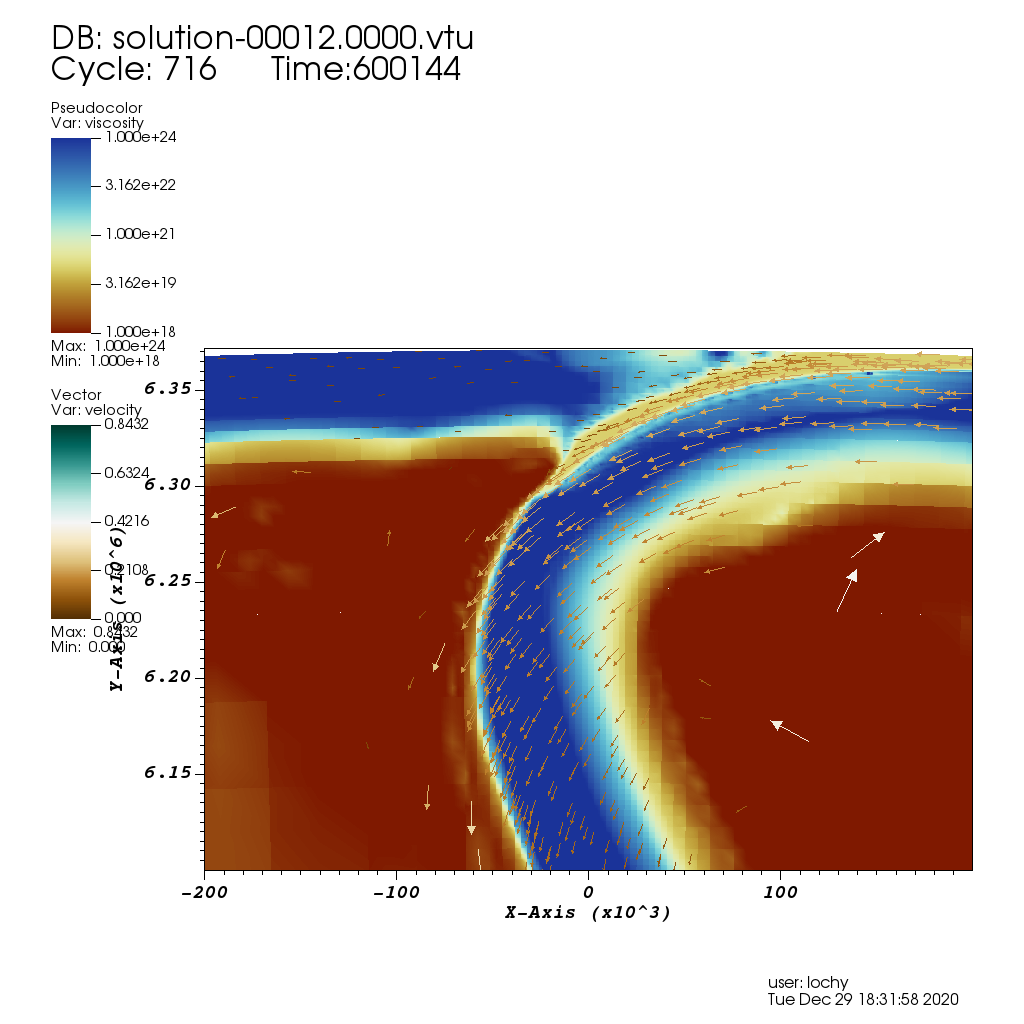 DB: solution-00012.0000.vtu
Cycle: 716 Time:600144
Pseudocolor
Var: viscosity
1.000e+24
3.162e+22
1.000e+21
3.162e+19
1.000e+18
Max: 1.000e+24
Min: 1.000e+18
Vector
Var: velocity
0.8432
0.6324
0.4216
0.2108
0.000
Max: 0.8432
Min: 0.000
Y-Axis (x10^6)
6.35
6.30
6.25
6.20
6.15
-200 -100 0 100
X-Axis (x10^3)
user: lochy
Tue Dec 29 18:31:58 2020